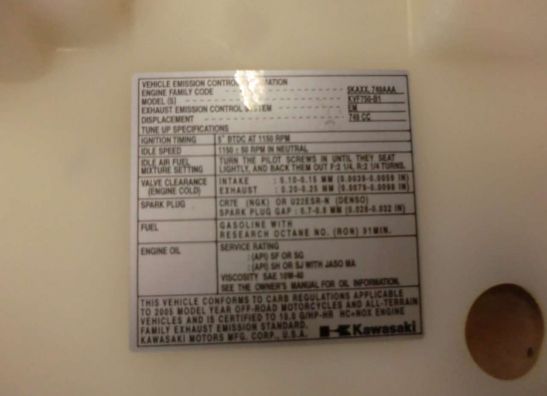 VEHICLE EMISSION CONTROL INFORMATION
ENGINE FAMILY CODE 5KAXX.749AAA
MODEL (S) KVF750-B1
EXHAUST EMISSION CONTROL SYSTEM EM
DISPLACEMENT 749 CC
TUNE UP SPECIFICATIONS
IGNITION TIMING 5° BTDC AT 1150 RPM
IDLE SPEED 1150 ± 50 RPM IN NEUTRAL
IDLE AIR FUEL MIXTURE SETTING
TURN THE PILOT SCREWS IN UNTIL THEY SEAT
LIGHTLY, AND BACK THEM OUT F:2 1/4, R:2 1/4 TURNS.
VALVE CLEARANCE (ENGINE COLD)
INTAKE : 0.10-0.15 MM (0.0039-0.0059 IN)
EXHAUST : 0.20-0.25 MM (0.0079-0.0098 IN)
SPARK PLUG
CR7E (NGK) OR U22ESR-N (DENSO)
SPARK PLUG GAP : 0.7-0.8 MM (0.028-0.032 IN)
FUEL
GASOLINE WITH
RESEARCH OCTANE NO. (RON) 91MIN.
ENGINE OIL
SERVICE RATING
: (API) SF OR SG
: (API) SH OR SJ WITH JASO MA
VISCOSITY SAE 10W-40
SEE THE OWNER'S MANUAL FOR OIL INFORMATION.
THIS VEHICLE CONFORMS TO CARB REGULATIONS APPLICABLE
TO 2005 MODEL YEAR OFF-ROAD MOTORCYCLES AND ALL-TERRAIN
VEHICLES AND IS CERTIFIED TO 10.0 G/HP-HR HC+NOX ENGINE
FAMILY EXHAUST EMISSION STANDARD.
KAWASAKI MOTORS MFG. CORP., U.S.A. Kawasaki